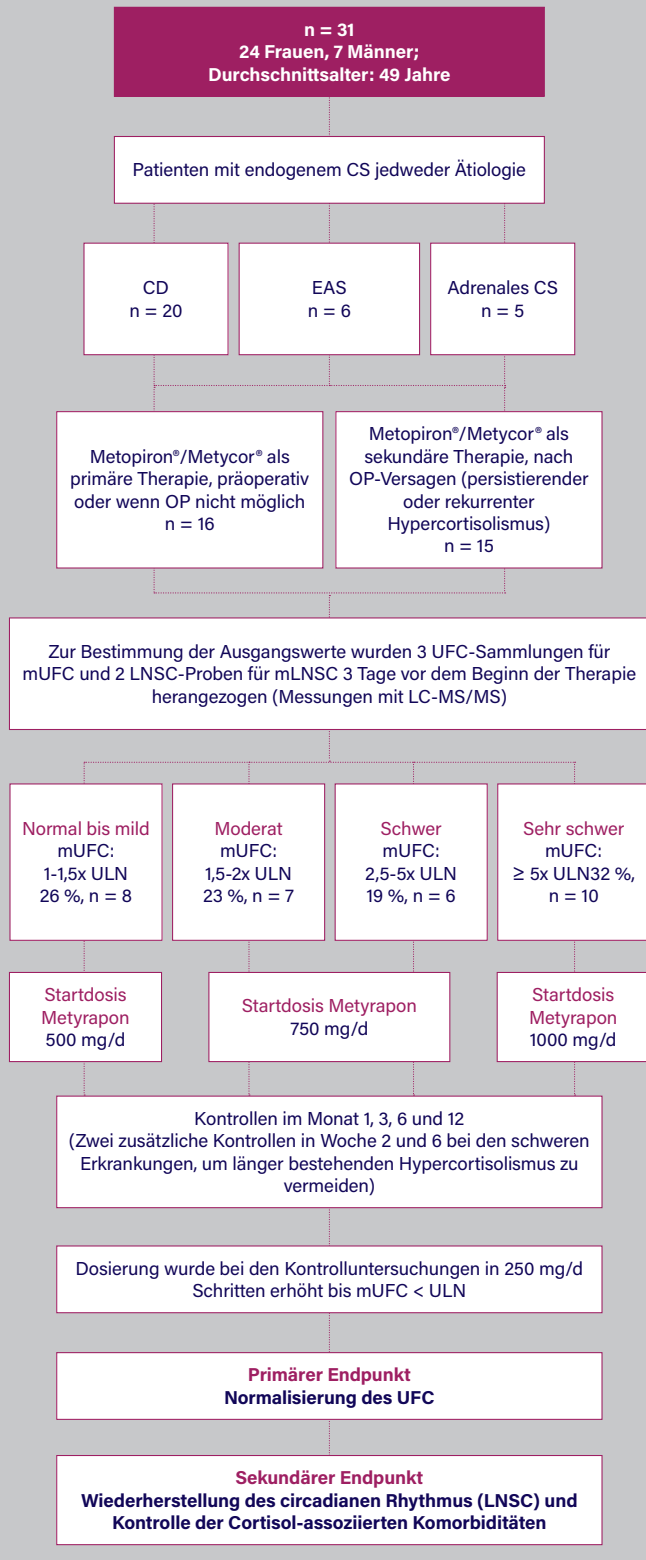 n = 31
24 Frauen, 7 Männer;
Durchschnittsalter: 49 Jahre
Patienten mit endogenem CS jedweder Ätiologie
CD
n = 20
EAS
n = 6
Adrenales CS
n = 5
Metopiron®/Metycor® als
primäre Therapie, präoperativ
oder wenn OP nicht möglich
n = 16
Metopiron®/Metycor® als
sekundäre Therapie, nach
OP-Versagen (persistierender
oder rekurrenter
Hypercortisolismus)
n = 15
Zur Bestimmung der Ausgangswerte wurden 3 UFC-Sammlungen für
mUFC und 2 LNSC-Proben für mLNSC 3 Tage vor dem Beginn der Therapie
herangezogen (Messungen mit LC-MS/MS)
Normal bis mild
mUFC:
1-1,5x ULN
26 %, n = 8
Moderat
mUFC:
1,5-2x ULN
23 %, n = 7
Schwer
mUFC:
2,5-5x ULN
19 %, n = 6
Sehr schwer
mUFC:
≥ 5x ULN32 %,
n = 10
Startdosis
Metyrapon
500 mg/d
Startdosis Metyrapon
750 mg/d
Startdosis
Metyrapon
1000 mg/d
Kontrollen im Monat 1, 3, 6 und 12
(Zwei zusätzliche Kontrollen in Woche 2 und 6 bei den schweren
Erkrankungen, um länger bestehenden Hypercortisolismus zu
vermeiden)
Dosierung wurde bei den Kontrolluntersuchungen in 250 mg/d
Schritten erhöht bis mUFC < ULN
Primärer Endpunkt
Normalisierung des UFC
Sekundärer Endpunkt
Wiederherstellung des circadianen Rhythmus (LNSC) und
Kontrolle der Cortisol-assoziierten Komorbiditäten